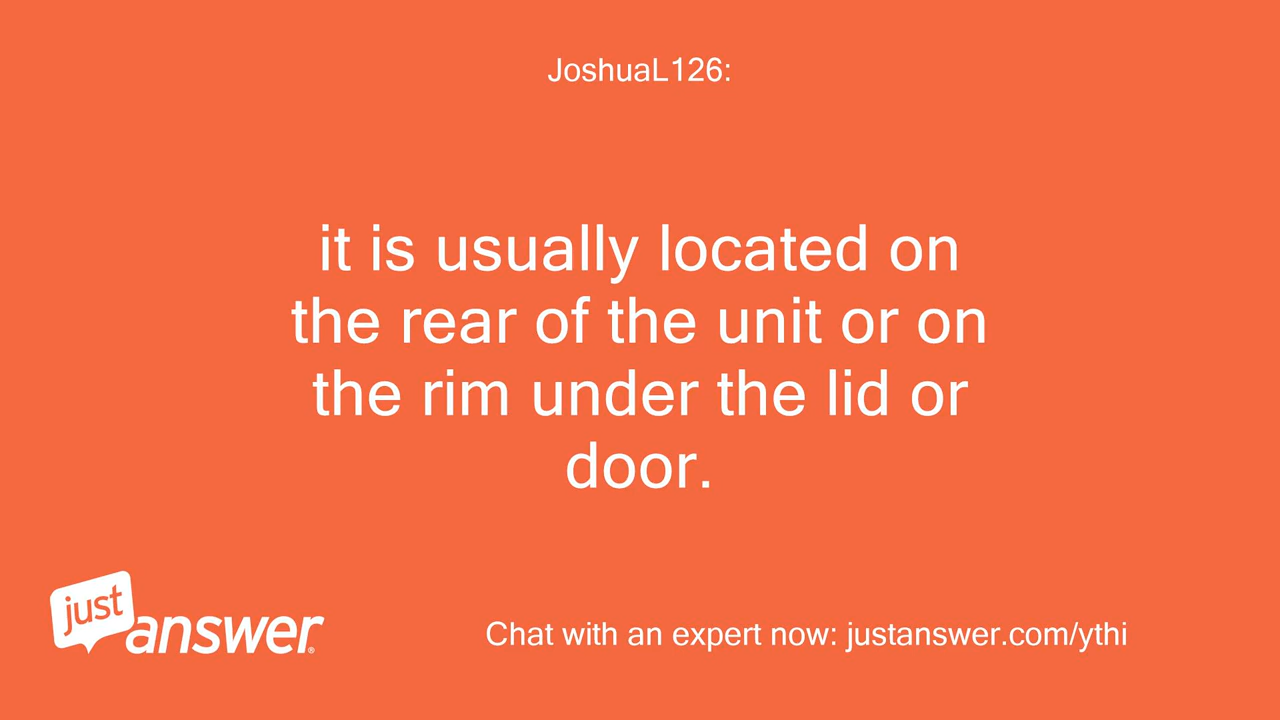 JoshuaL126:
it is usually located on
the rear of the unit or on
the rim under the lid or
door.
just
answer®
Chat with an expert now: justanswer.com/ythi